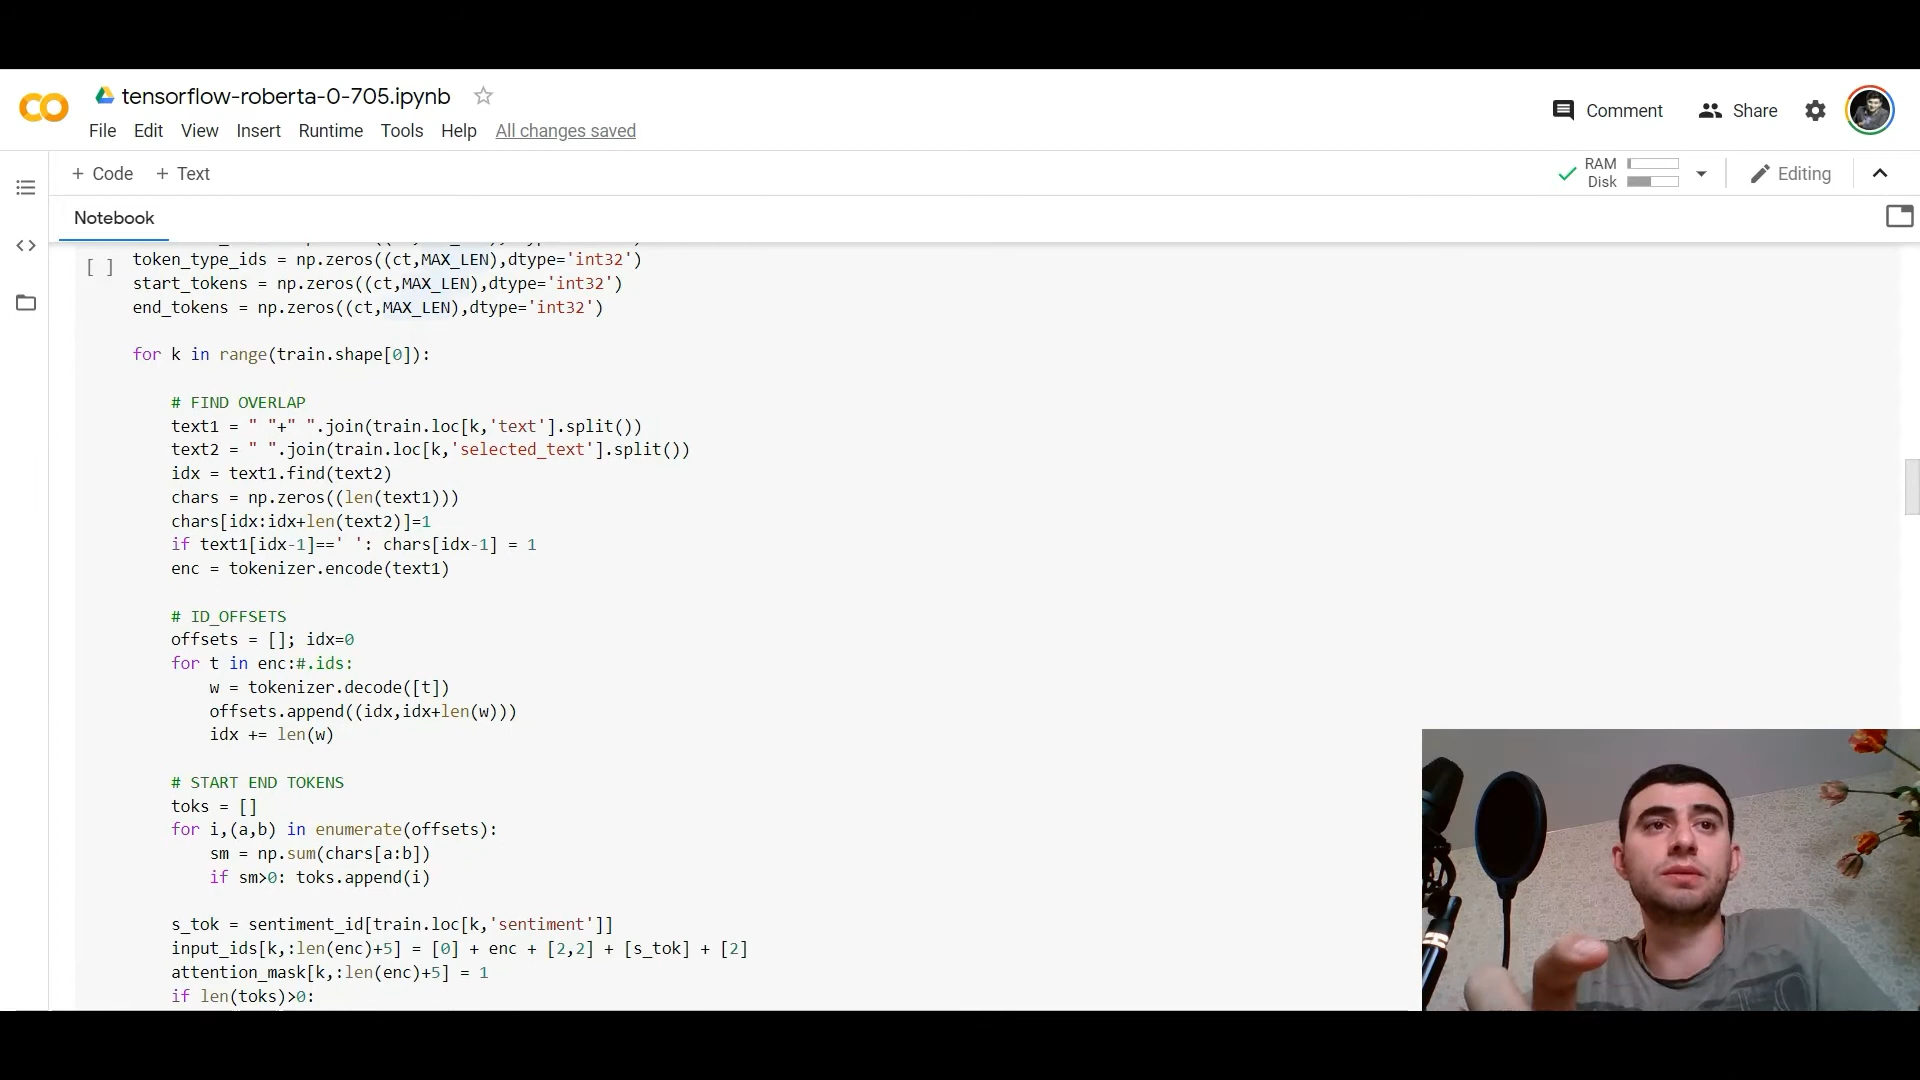 tensorflow-roberta-0-705.ipynb
Comment
Share
File Edit View Insert Runtime Tools Help All changes saved
+ Code + Text
RAM
Disk
Editing
Notebook
[ ]
token_type_ids = np.zeros((ct,MAX_LEN),dtype='int32')
start_tokens = np.zeros((ct,MAX_LEN),dtype='int32')
end_tokens = np.zeros((ct,MAX_LEN),dtype='int32')
for k in range(train.shape[0]):
# FIND OVERLAP
text1 = " "+" ".join(train.loc[k,'text'].split())
text2 = " ".join(train.loc[k,'selected_text'].split())
idx = text1.find(text2)
chars = np.zeros((len(text1)))
chars[idx:idx+len(text2)]=1
if text1[idx-1]==' ': chars[idx-1] = 1
enc = tokenizer.encode(text1)
# ID_OFFSETS
offsets = []; idx=0
for t in enc:#.ids:
w = tokenizer.decode([t])
offsets.append((idx,idx+len(w)))
idx += len(w)
# START END TOKENS
toks = []
for i,(a,b) in enumerate(offsets):
sm = np.sum(chars[a:b])
if sm>0: toks.append(i)
s_tok = sentiment_id[train.loc[k,'sentiment']]
input_ids[k,:len(enc)+5] = [0] + enc + [2,2] + [s_tok] + [2]
attention_mask[k,:len(enc)+5] = 1
if len(toks)>0: